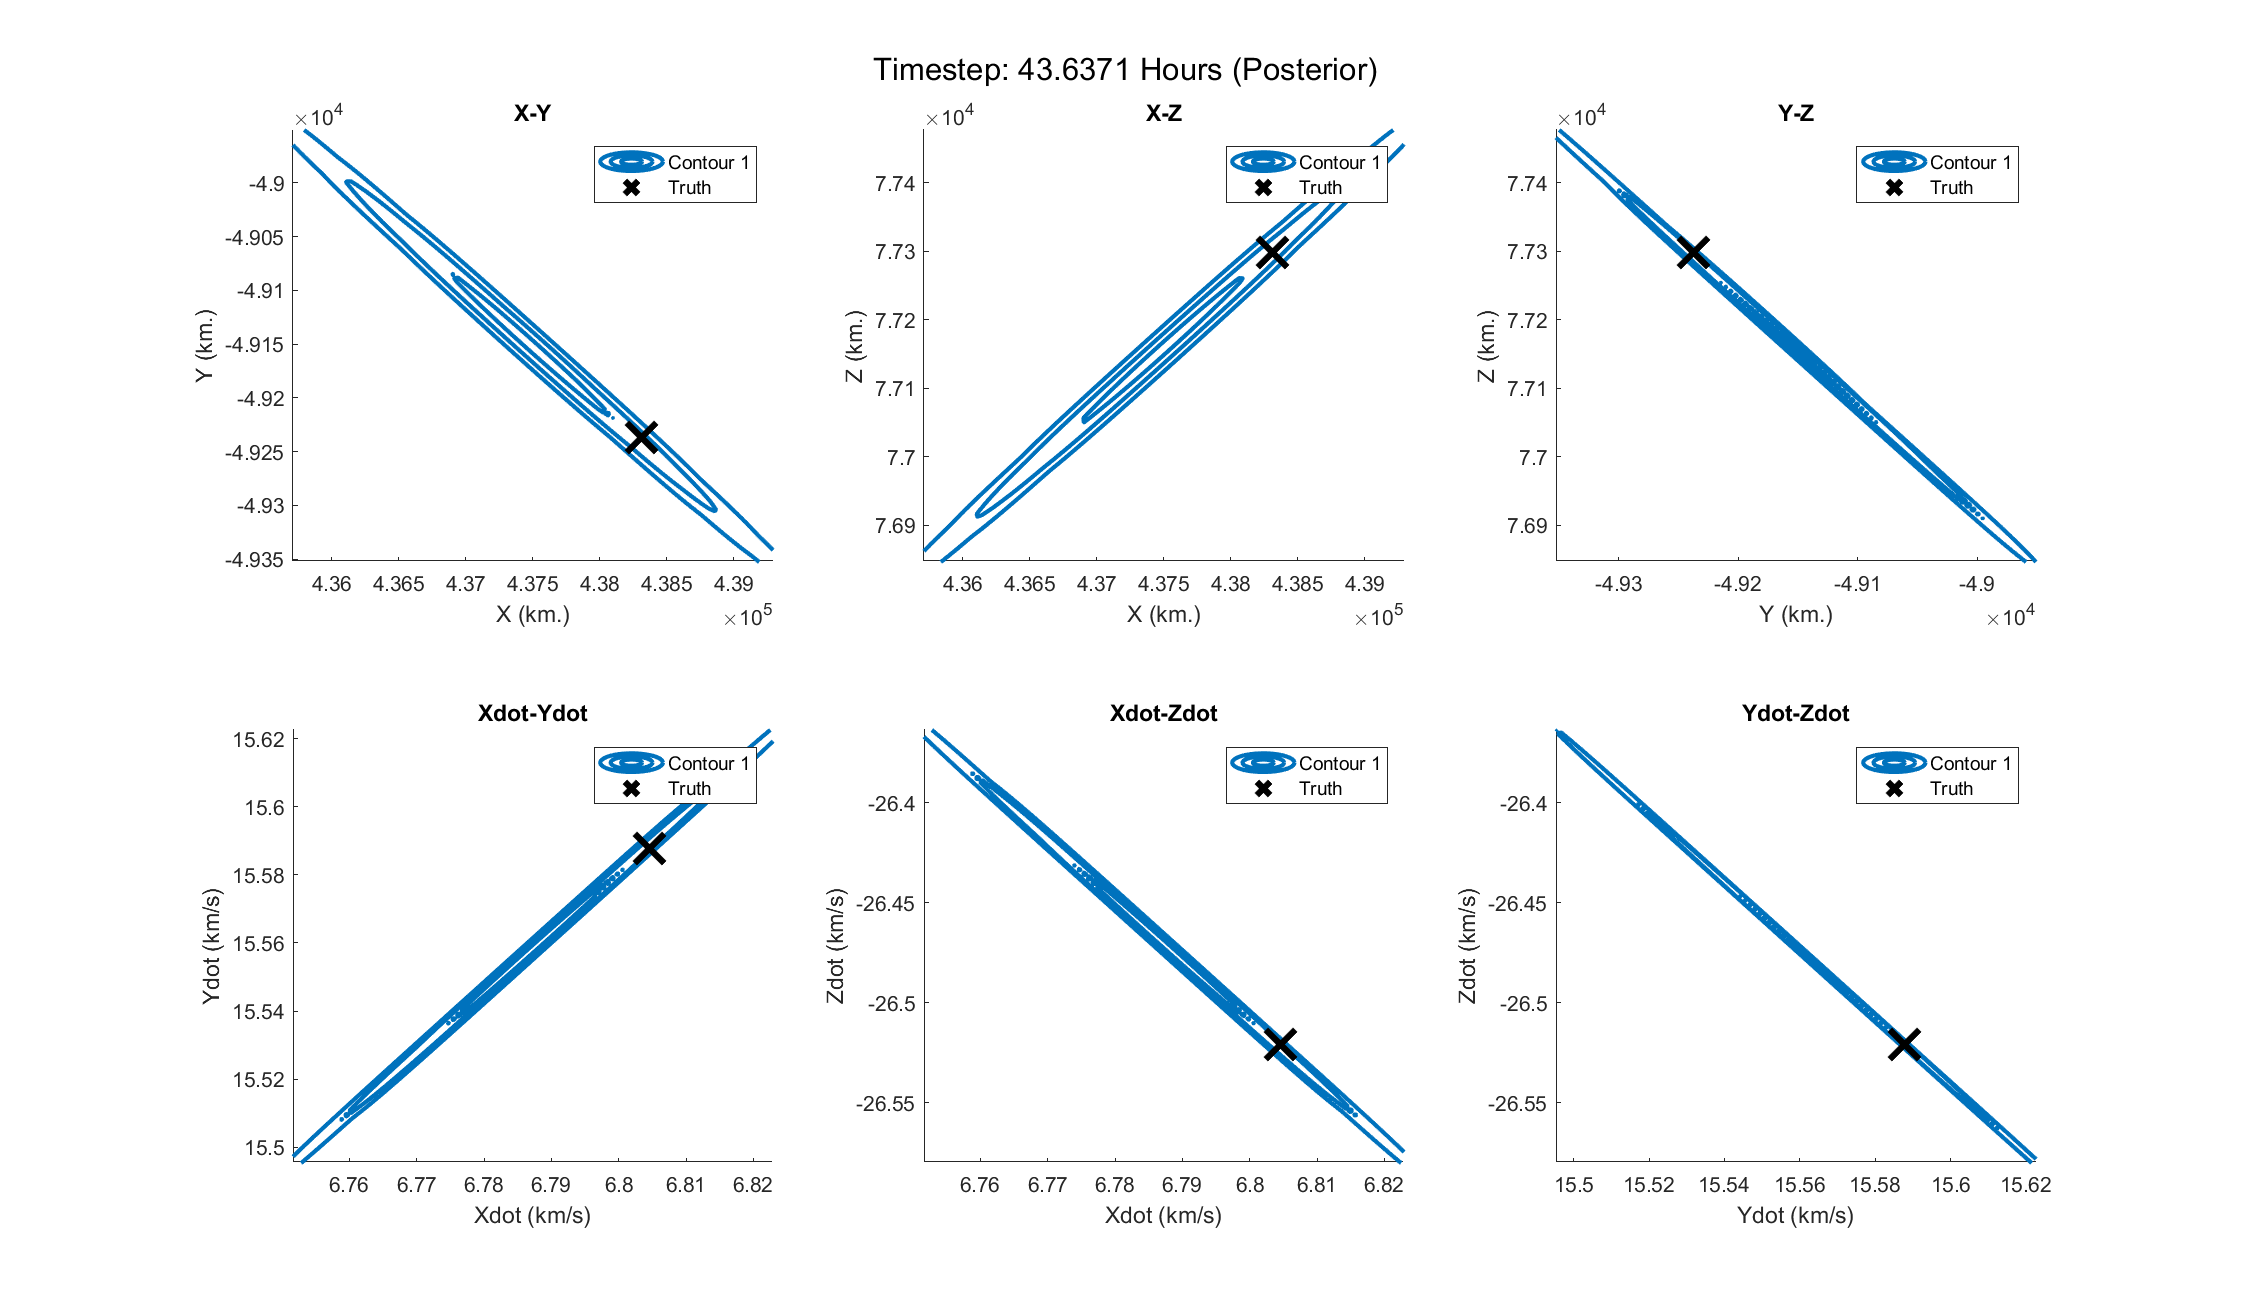 Timestep: 43.6371 Hours (Posterior)
X-Y
×10^4
Contour 1
Truth
-4.9
-4.905
-4.91
-4.915
-4.92
-4.925
-4.93
-4.935
Y (km.)
4.36 4.365 4.37 4.375 4.38 4.385 4.39
X (km.)
×10^5
X-Z
×10^4
Contour 1
Truth
7.74
7.73
7.72
7.71
7.7
7.69
Z (km.)
4.36 4.365 4.37 4.375 4.38 4.385 4.39
X (km.)
×10^5
Y-Z
×10^4
Contour 1
Truth
7.74
7.73
7.72
7.71
7.7
7.69
Z (km.)
-4.93 -4.92 -4.91 -4.9
Y (km.)
×10^4
Xdot-Ydot
Contour 1
Truth
15.62
15.6
15.58
15.56
15.54
15.52
15.5
Ydot (km/s)
6.76 6.77 6.78 6.79 6.8 6.81 6.82
Xdot (km/s)
Xdot-Zdot
Contour 1
Truth
-26.4
-26.45
-26.5
-26.55
Zdot (km/s)
6.76 6.77 6.78 6.79 6.8 6.81 6.82
Xdot (km/s)
Ydot-Zdot
Contour 1
Truth
-26.4
-26.45
-26.5
-26.55
Zdot (km/s)
15.5 15.52 15.54 15.56 15.58 15.6 15.62
Ydot (km/s)